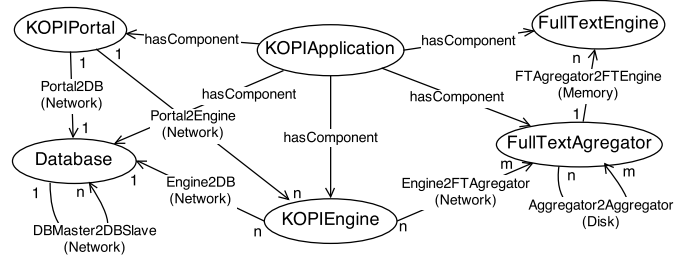 KOPIPortal
FullTextEngine
hasComponent
KOPIApplication
hasComponent
1
1
n
Portal2DB
(Network)
hasComponent
hasComponent
FTAgregator2FTEngine
(Memory)
Portal2Engine
(Network)
1
1
hasComponent
Database
FullTextAgregator
1
n
1
Engine2DB
(Network)
n
Engine2FTAgregator
(Network)
m
n
m
KOPIEngine
n
n
DBMaster2DBSlave
(Network)
Aggregator2Aggregator
(Disk)